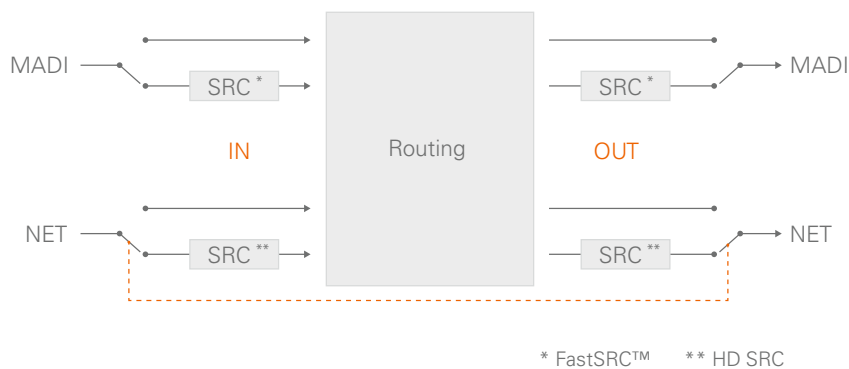 MADI
SRC *
SRC *
MADI
IN
Routing
OUT
NET
SRC **
SRC **
NET
* FastSRC™ ** HD SRC